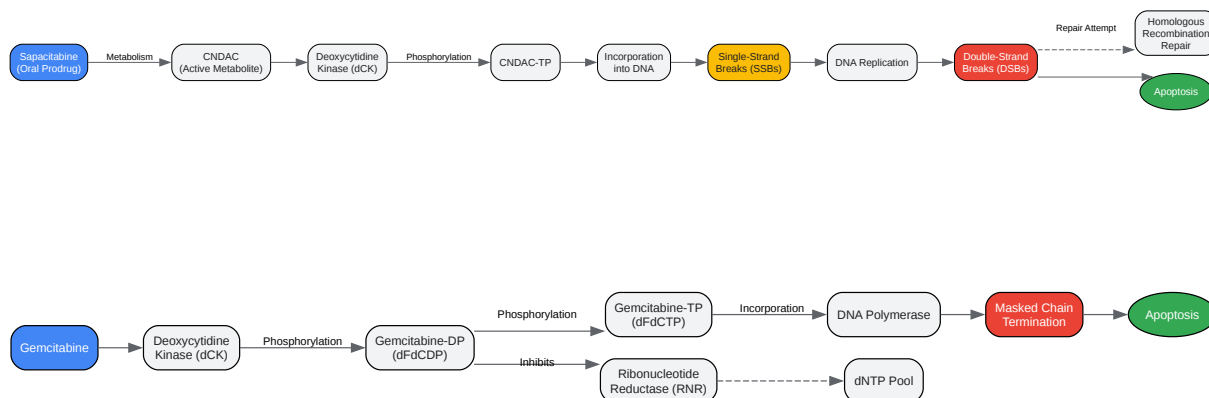 Sapacitabine
(Oral Prodrug)
Metabolism
CNDAC
(Active Metabolite)
Deoxycytidine
Kinase (dCK)
Phosphorylation
CNDAC-TP
Incorporation
into DNA
Single-Strand
Breaks (SSBs)
DNA Replication
Double-Strand
Breaks (DSBs)
Repair Attempt
Homologous
Recombination
Repair
Apoptosis
Gemcitabine
Deoxycytidine
Kinase (dCK)
Phosphorylation
Gemcitabine-DP
(dFdCDP)
Phosphorylation
Gemcitabine-TP
(dFdCTP)
Incorporation
DNA Polymerase
Masked Chain
Termination
Apoptosis
Inhibits
Ribonucleotide
Reductase (RNR)
dNTP Pool